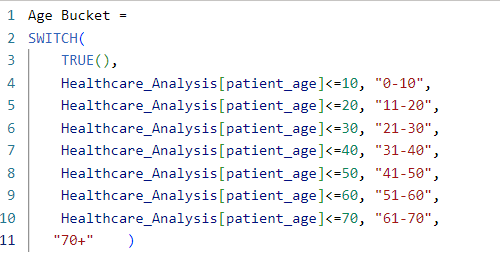 1 Age Bucket =
2 SWITCH(
3 TRUE(),
4 Healthcare_Analysis[patient_age]<=10, "0-10",
5 Healthcare_Analysis[patient_age]<=20, "11-20",
6 Healthcare_Analysis[patient_age]<=30, "21-30",
7 Healthcare_Analysis[patient_age]<=40, "31-40",
8 Healthcare_Analysis[patient_age]<=50, "41-50",
9 Healthcare_Analysis[patient_age]<=60, "51-60",
10 Healthcare_Analysis[patient_age]<=70, "61-70",
11 "70+" )